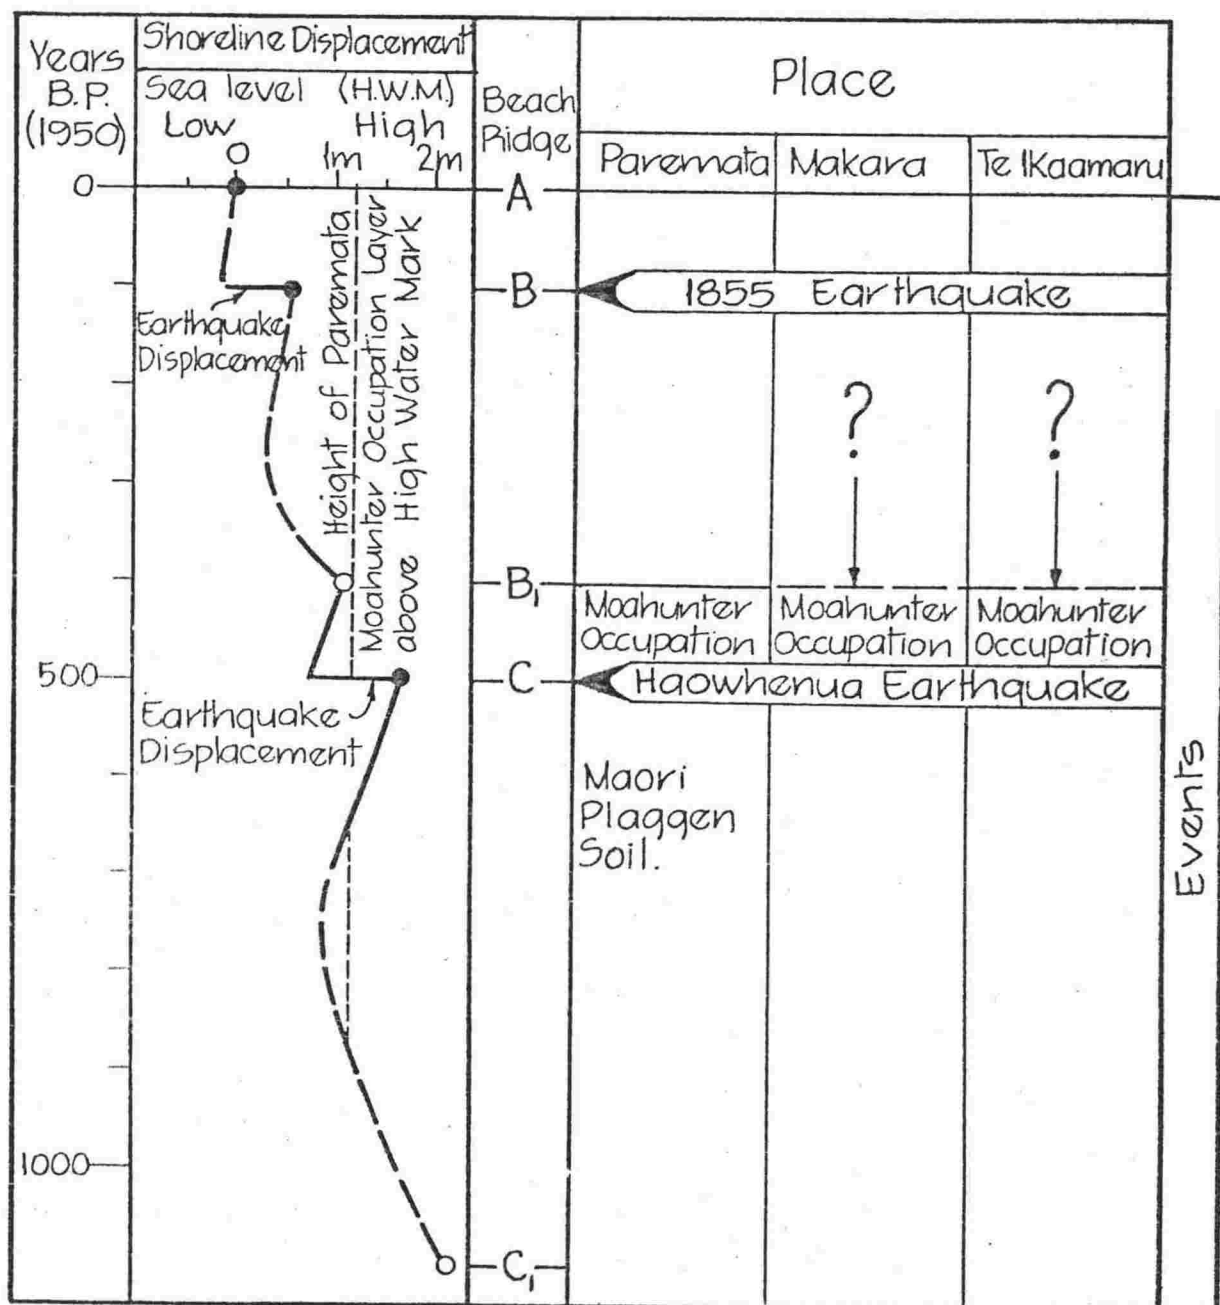 Years
B.P.
(1950)
Shoreline Displacement
Sea level (H.W.M.)
Low High
0 1m 2m
Beach
Ridge
Place
Paremata Makara Te IKaamaru
0
A
B
1855 Earthquake
Earthquake
Displacement
Height of Paremata
Moahunter Occupation Layer
above High Water Mark
?
?
B1
Moahunter
Occupation
Moahunter
Occupation
Moahunter
Occupation
500
C
Haowhenua Earthquake
Earthquake
Displacement
Maori
Plaggen
Soil.
Events
1000
C1